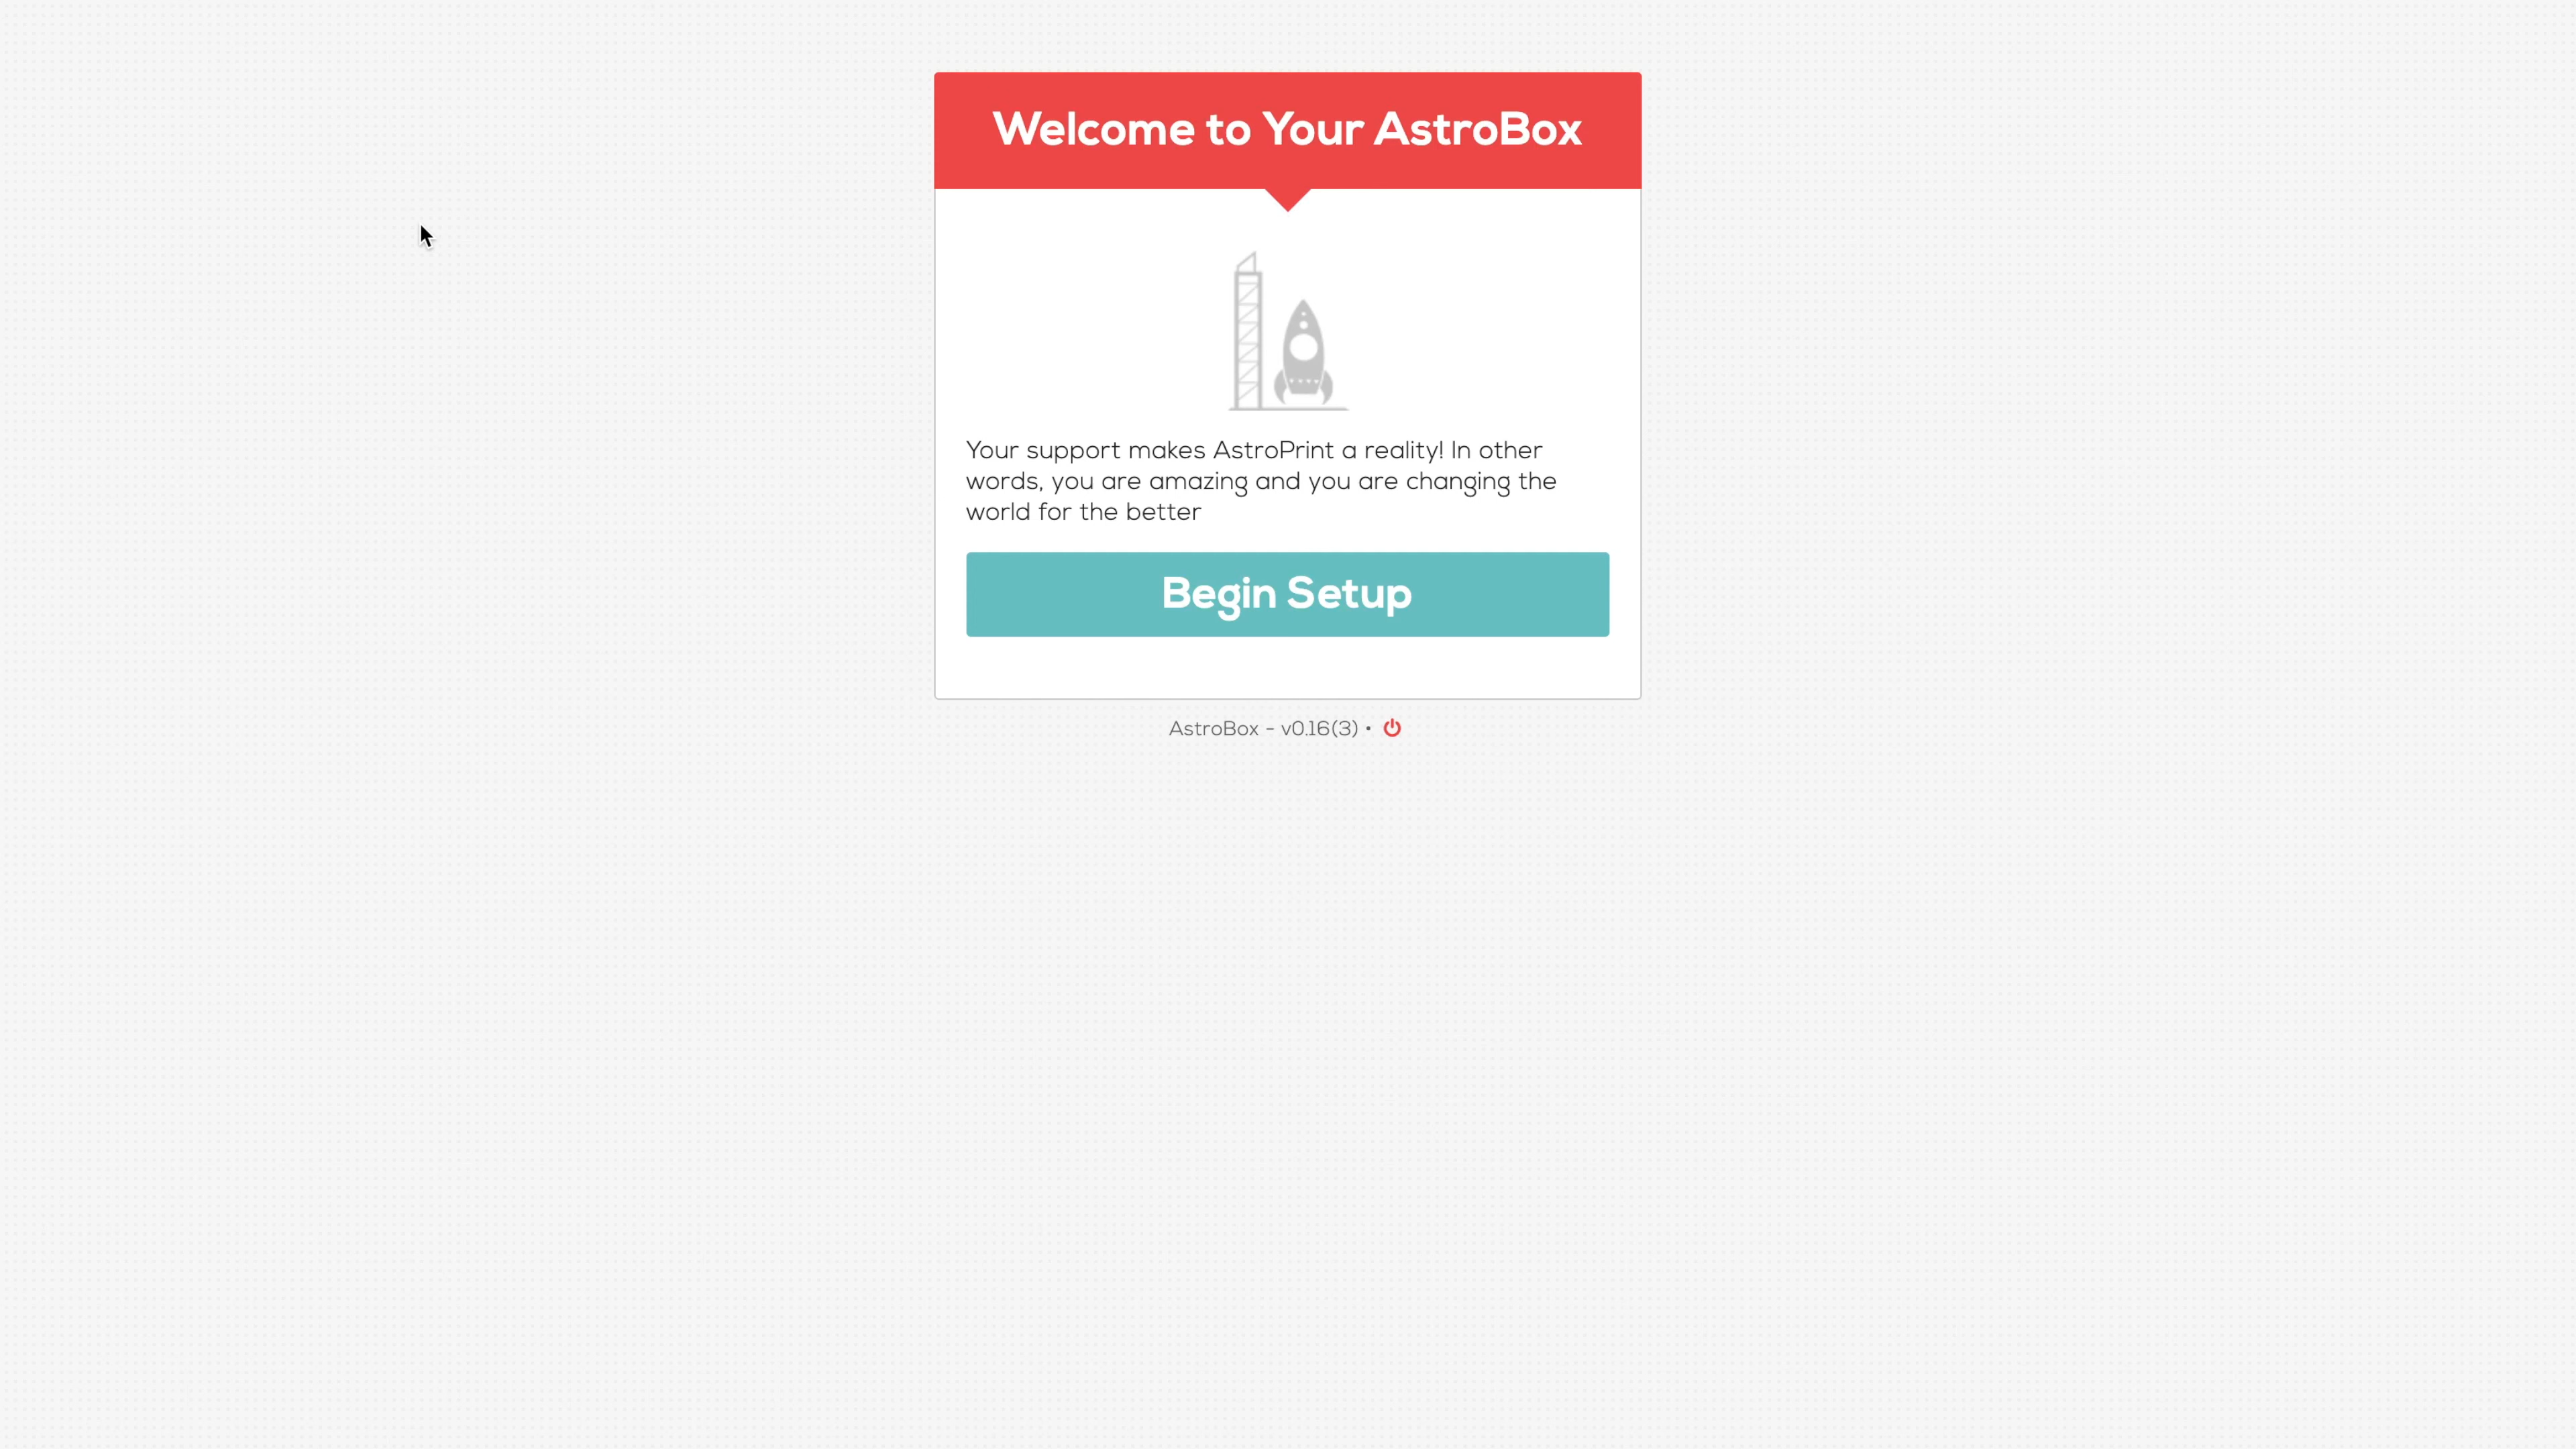 Welcome to Your AstroBox
Your support makes AstroPrint a reality! In other
words, you are amazing and you are changing the
world for the better
Begin Setup
AstroBox - v0.16(3) •